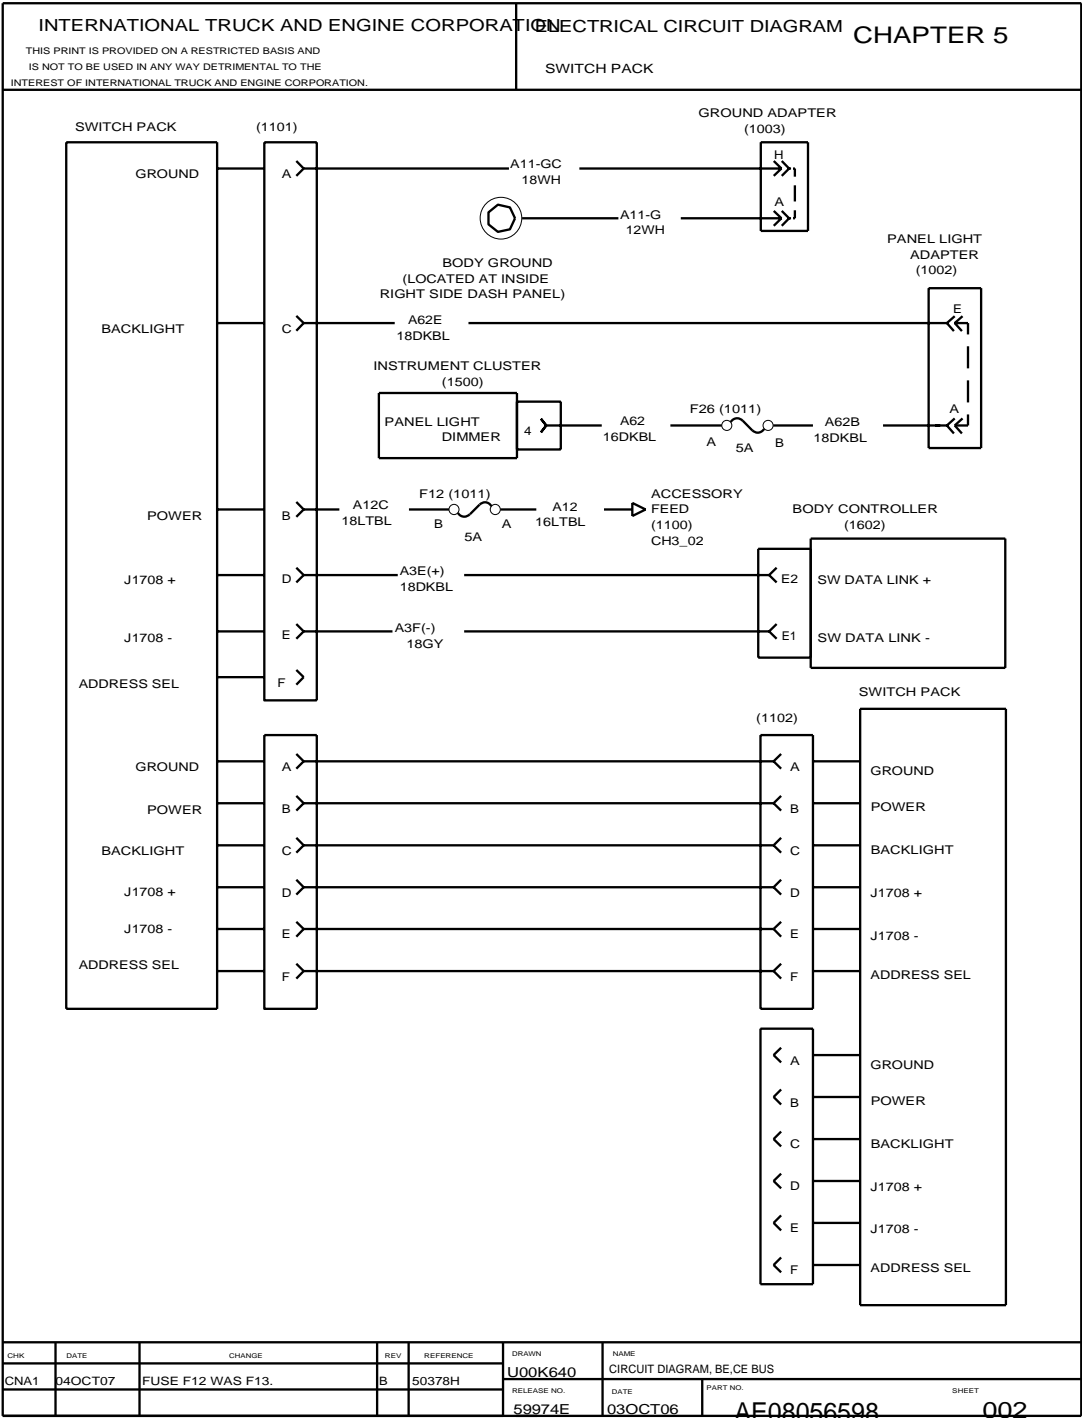 INTERNATIONAL TRUCK AND ENGINE CORPORATION
THIS PRINT IS PROVIDED ON A RESTRICTED BASIS AND
IS NOT TO BE USED IN ANY WAY DETRIMENTAL TO THE
INTEREST OF INTERNATIONAL TRUCK AND ENGINE CORPORATION.
ELECTRICAL CIRCUIT DIAGRAM
CHAPTER 5
SWITCH PACK
SWITCH PACK
(1101)
GROUND ADAPTER
(1003)
GROUND
A
A11-GC
18WH
H
A11-G
12WH
A
BODY GROUND
(LOCATED AT INSIDE
RIGHT SIDE DASH PANEL)
PANEL LIGHT
ADAPTER
(1002)
BACKLIGHT
C
A62E
18DKBL
E
INSTRUMENT CLUSTER
(1500)
PANEL LIGHT
DIMMER
4
A62
16DKBL
F26 (1011)
A
5A
B
A62B
18DKBL
A
POWER
B
A12C
18LTBL
F12 (1011)
B
5A
A
A12
16LTBL
ACCESSORY
FEED
(1100)
CH3_02
BODY CONTROLLER
(1602)
J1708 +
D
A3E(+)
18DKBL
E2
SW DATA LINK +
J1708 -
E
A3F(-)
18GY
E1
SW DATA LINK -
ADDRESS SEL
F
SWITCH PACK
(1102)
GROUND
A
A
GROUND
POWER
B
B
POWER
BACKLIGHT
C
C
BACKLIGHT
J1708 +
D
D
J1708 +
J1708 -
E
E
J1708 -
ADDRESS SEL
F
F
ADDRESS SEL
A
GROUND
B
POWER
C
BACKLIGHT
D
J1708 +
E
J1708 -
F
ADDRESS SEL
CHK
DATE
CHANGE
REV
REFERENCE
DRAWN
NAME
CNA1
04OCT07
FUSE F12 WAS F13.
B
50378H
U00K640
CIRCUIT DIAGRAM, BE,CE BUS
RELEASE NO.
DATE
PART NO.
SHEET
59974E
03OCT06
AE08056598
002